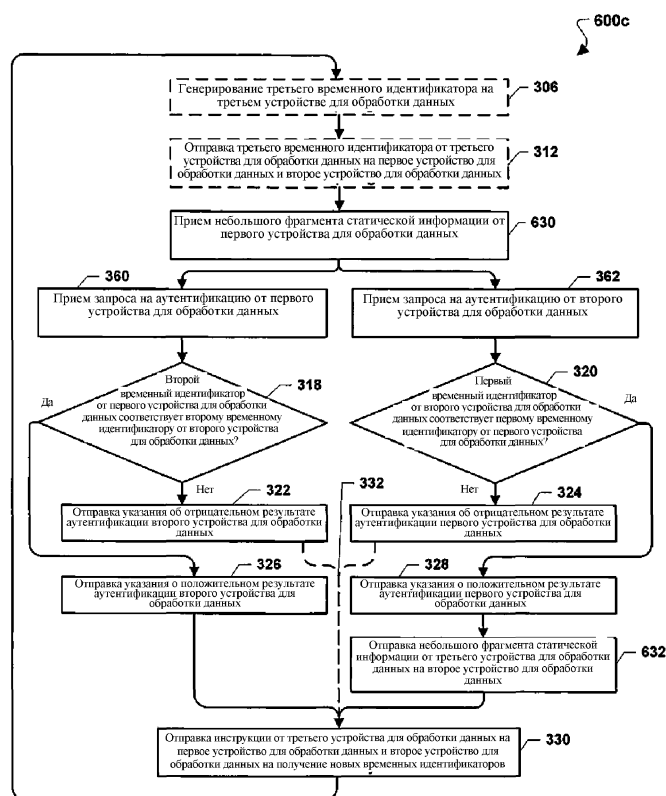 600c
Генерирование третьего временного идентификатора на
третьем устройстве для обработки данных
306
Отправка третьего временного идентификатора от третьего
устройства для обработки данных на первое устройство для
обработки данных и второе устройство для обработки данных
312
Прием небольшого фрагмента статической информации от
первого устройства для обработки данных
630
360
Прием запроса на аутентификацию от первого
устройства для обработки данных
362
Прием запроса на аутентификацию от второго
устройства для обработки данных
318
Второй
временный идентификатор
от первого устройства для обработки
данных соответствует второму временному
идентификатору от второго устройства
для обработки данных?
Да
Нет
320
Первый
временный идентификатор
от второго устройства для обработки
данных соответствует первому временному
идентификатору от первого устройства
для обработки данных?
Да
Нет
322
Отправка указания об отрицательном результате
аутентификации второго устройства для обработки
данных
332
324
Отправка указания об отрицательном результате
аутентификации первого устройства для обработки
данных
326
Отправка указания о положительном результате
аутентификации второго устройства для
обработки данных
328
Отправка указания о положительном результате
аутентификации первого устройства для
обработки данных
Отправка небольшого фрагмента статической
информации от третьего устройства для обработки
данных на второе устройство для обработки
данных
632
Отправка инструкции от третьего устройства для обработки данных на
первое устройство для обработки данных и второе устройство для
обработки данных на получение новых временных идентификаторов
330